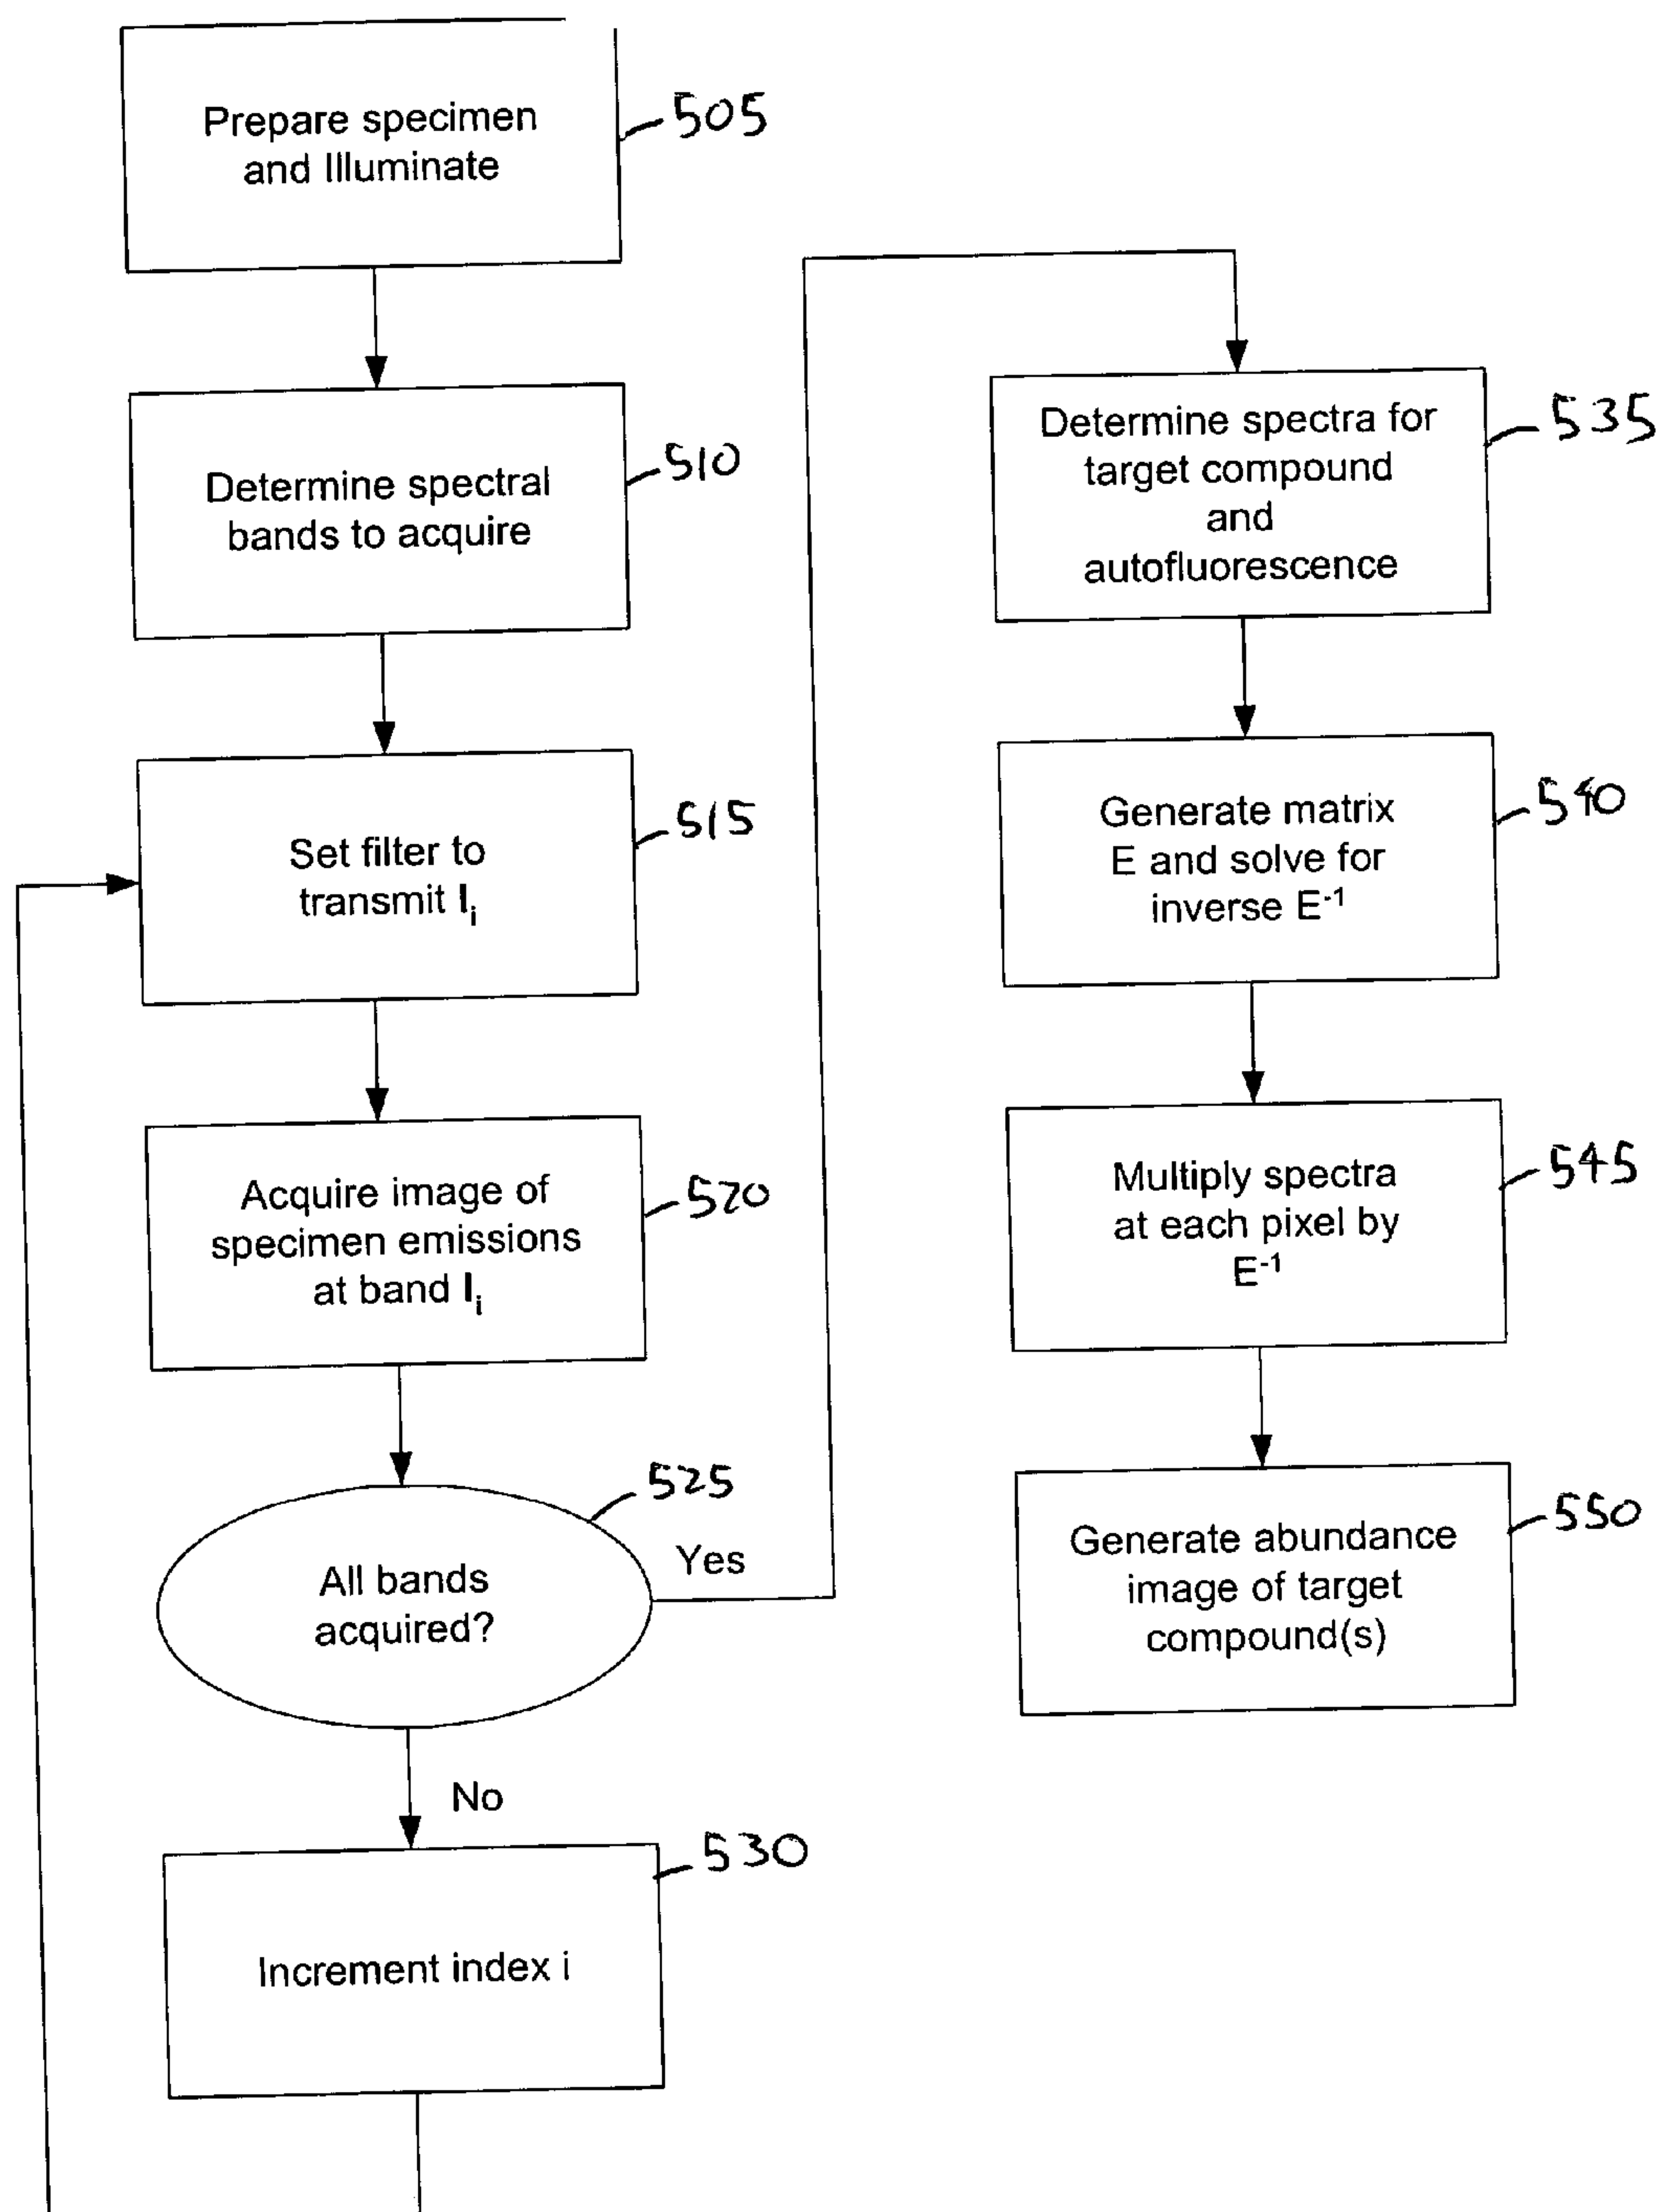 Prepare specimen
and Illuminate
505
Determine spectral
bands to acquire
510
Set filter to
transmit Iᵢ
515
Acquire image of
specimen emissions
at band Iᵢ
520
All bands
acquired?
525
Yes
No
Increment index i
530
Determine spectra for
target compound
and
autofluorescence
535
Generate matrix
E and solve for
inverse E⁻¹
540
Multiply spectra
at each pixel by
E⁻¹
545
Generate abundance
image of target
compound(s)
550